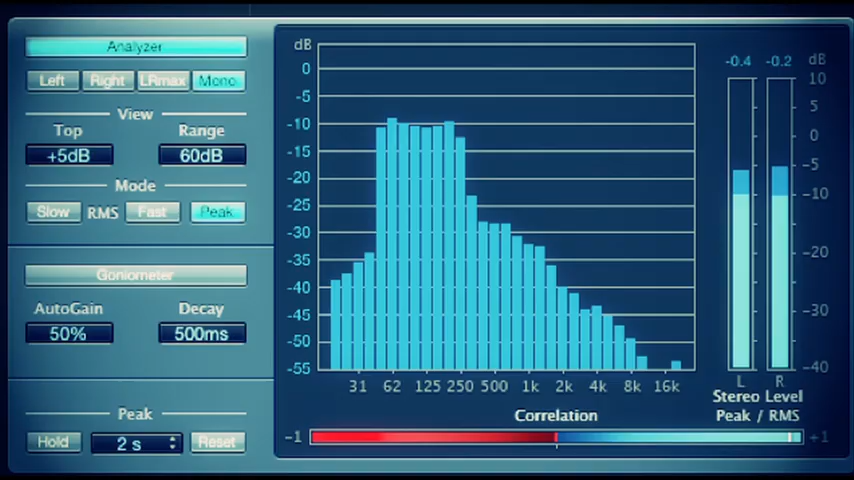 Analyzer
Left Right LRmax Mono
View
Top Range
+5dB 60dB
Mode
Slow RMS Fast Peak
Goniometer
AutoGain Decay
50% 500ms
Peak
Hold 2 s Reset
dB
0
-5
-10
-15
-20
-25
-30
-35
-40
-45
-50
-55
31 62 125 250 500 1k 2k 4k 8k 16k
Correlation
-1 +1
-0.4 -0.2 dB
10
5
0
-5
-10
-20
-30
-40
L R
Stereo Level
Peak / RMS